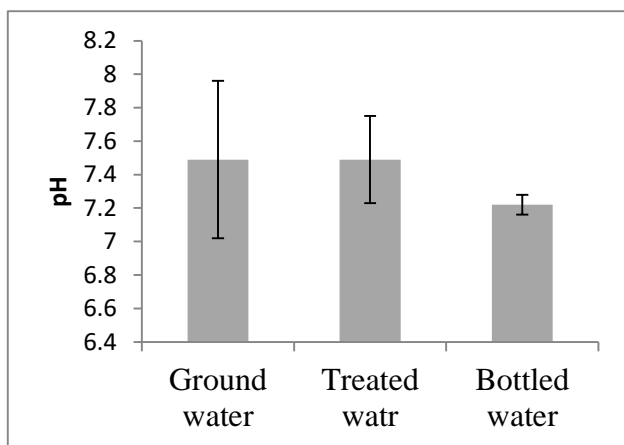 8.2
8
7.8
7.6
7.4
7.2
7
6.8
6.6
6.4
pH
Ground
water
Treated
watr
Bottled
water